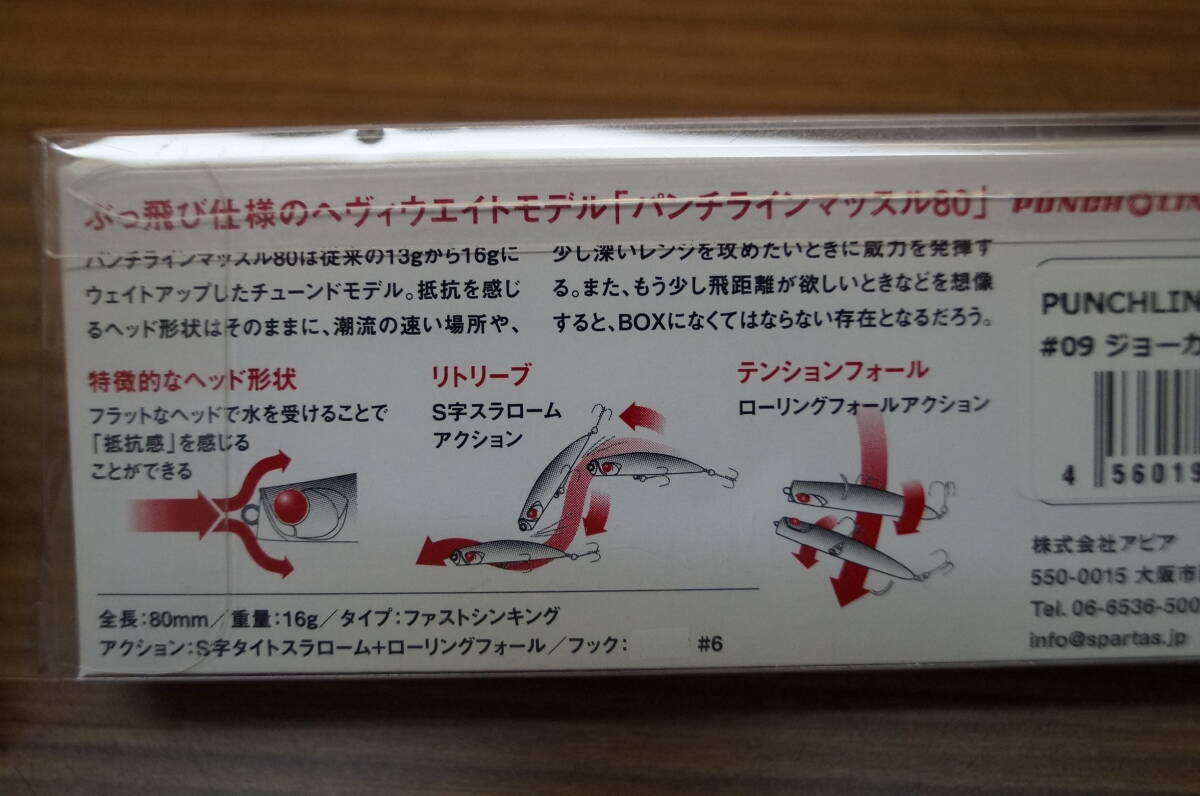 ぶっ飛び仕様のヘヴィウエイトモデル「パンチラインマッスル80」
パンチラインマッスル80は従来の13gから16gに
ウェイトアップしたチューンドモデル。抵抗を感じ
るヘッド形状はそのままに、潮流の速い場所や、
少し深いレンジを攻めたいときに威力を発揮す
る。また、もう少し飛距離が欲しいときなどを想像
すると、BOXになくてはならない存在となるだろう。
特徴的なヘッド形状
フラットなヘッドで水を受けることで
「抵抗感」を感じる
ことができる
リトリーブ
S字スラローム
アクション
テンションフォール
ローリングフォールアクション
全長:80mm/重量:16g/タイプ:ファストシンキング
アクション:S字タイトスラローム+ローリングフォール/フック: #6
PUNCHLIN
PUNCHLIN
#09 ジョーカ
4 56019
株式会社アピア
550-0015 大阪市
Tel. 06-6536-500
info@spartas.jp